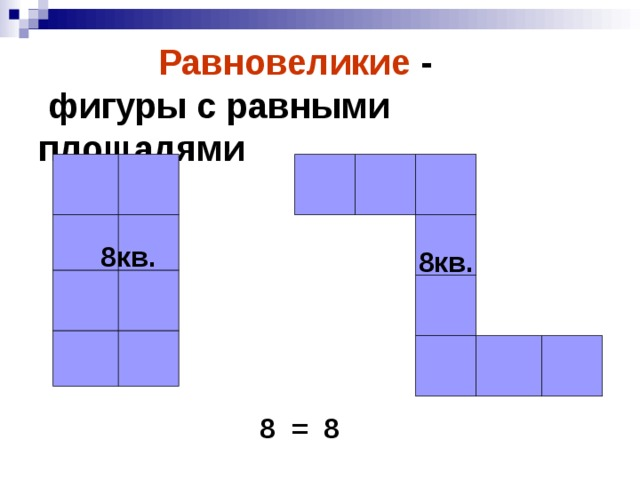 Равновеликие -
фигуры с равными
площадями
8кв.
8кв.
8 = 8